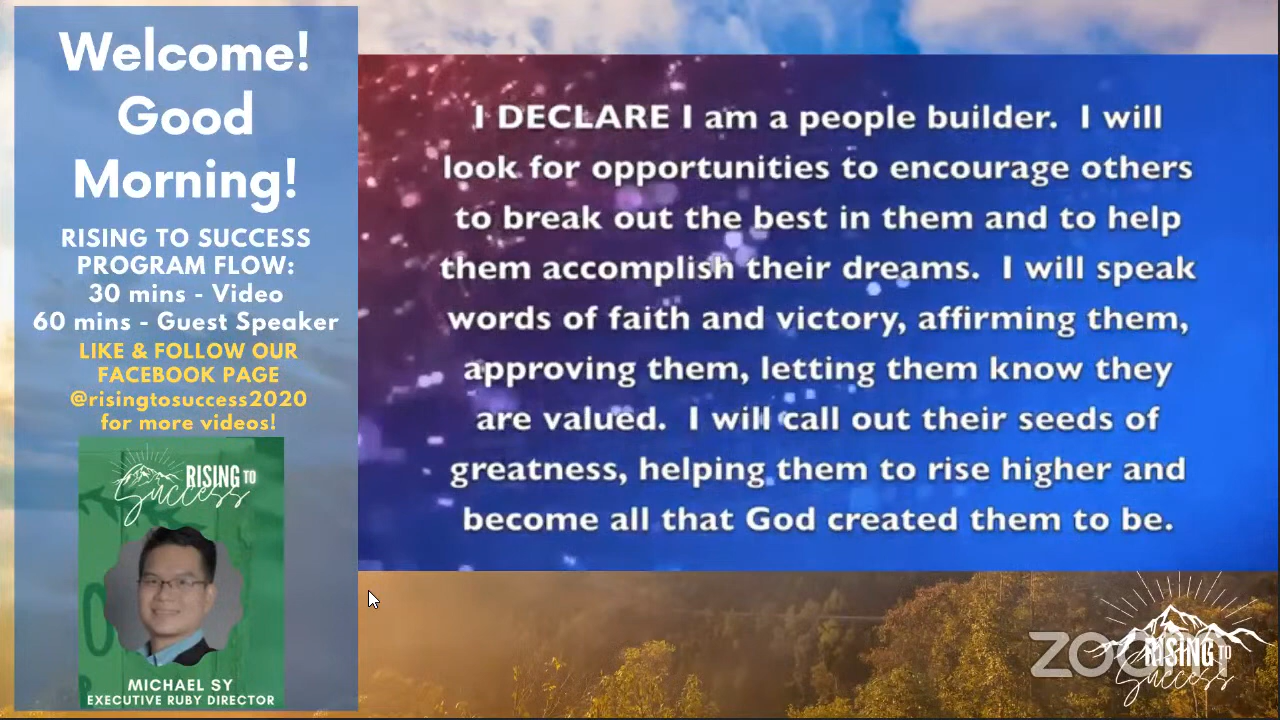 Welcome!
Good
Morning!
RISING TO SUCCESS
PROGRAM FLOW:
30 mins - Video
60 mins - Guest Speaker
LIKE & FOLLOW OUR
FACEBOOK PAGE
@risingtosuccess2020
for more videos!
RISING TO
Success
MICHAEL SY
EXECUTIVE RUBY DIRECTOR
I DECLARE I am a people builder. I will
look for opportunities to encourage others
to break out the best in them and to help
them accomplish their dreams. I will speak
words of faith and victory, affirming them,
approving them, letting them know they
are valued. I will call out their seeds of
greatness, helping them to rise higher and
become all that God created them to be.
zoom
RISING TO
Success